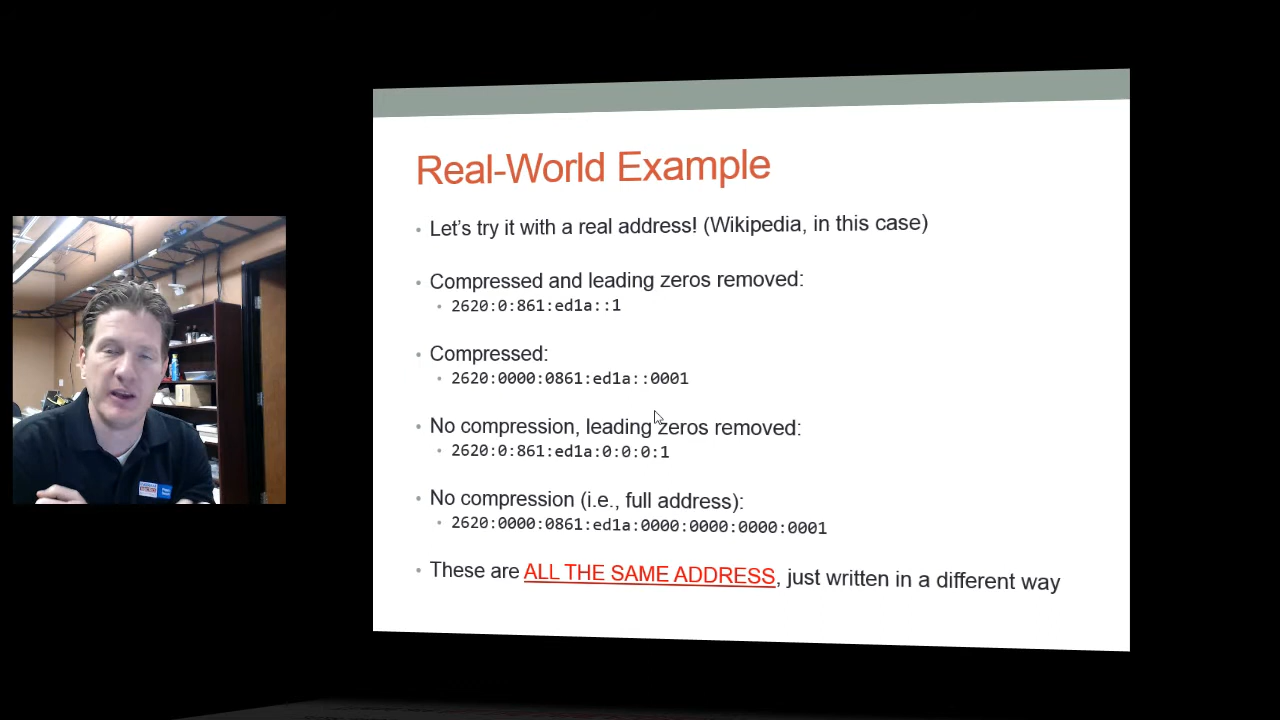 Real-World Example
• Let's try it with a real address! (Wikipedia, in this case)
• Compressed and leading zeros removed:
• 2620:0:861:ed1a::1
• Compressed:
• 2620:0000:0861:ed1a::0001
• No compression, leading zeros removed:
• 2620:0:861:ed1a:0:0:0:1
• No compression (i.e., full address):
• 2620:0000:0861:ed1a:0000:0000:0000:0001
• These are ALL THE SAME ADDRESS, just written in a different way